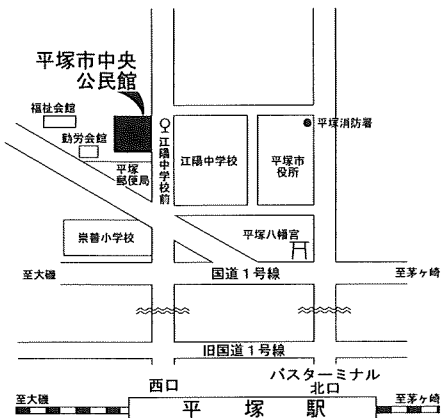 平塚市中央
公民館
福祉会館
勤労会館
平塚
郵便局
江陽中学校前
江陽中学校
平塚市
役所
平塚消防署
崇善小学校
平塚八幡宮
至大磯
国道1号線
至茅ヶ崎
旧国道1号線
西口
バスターミナル
北口
至大磯
平塚駅
至茅ヶ崎